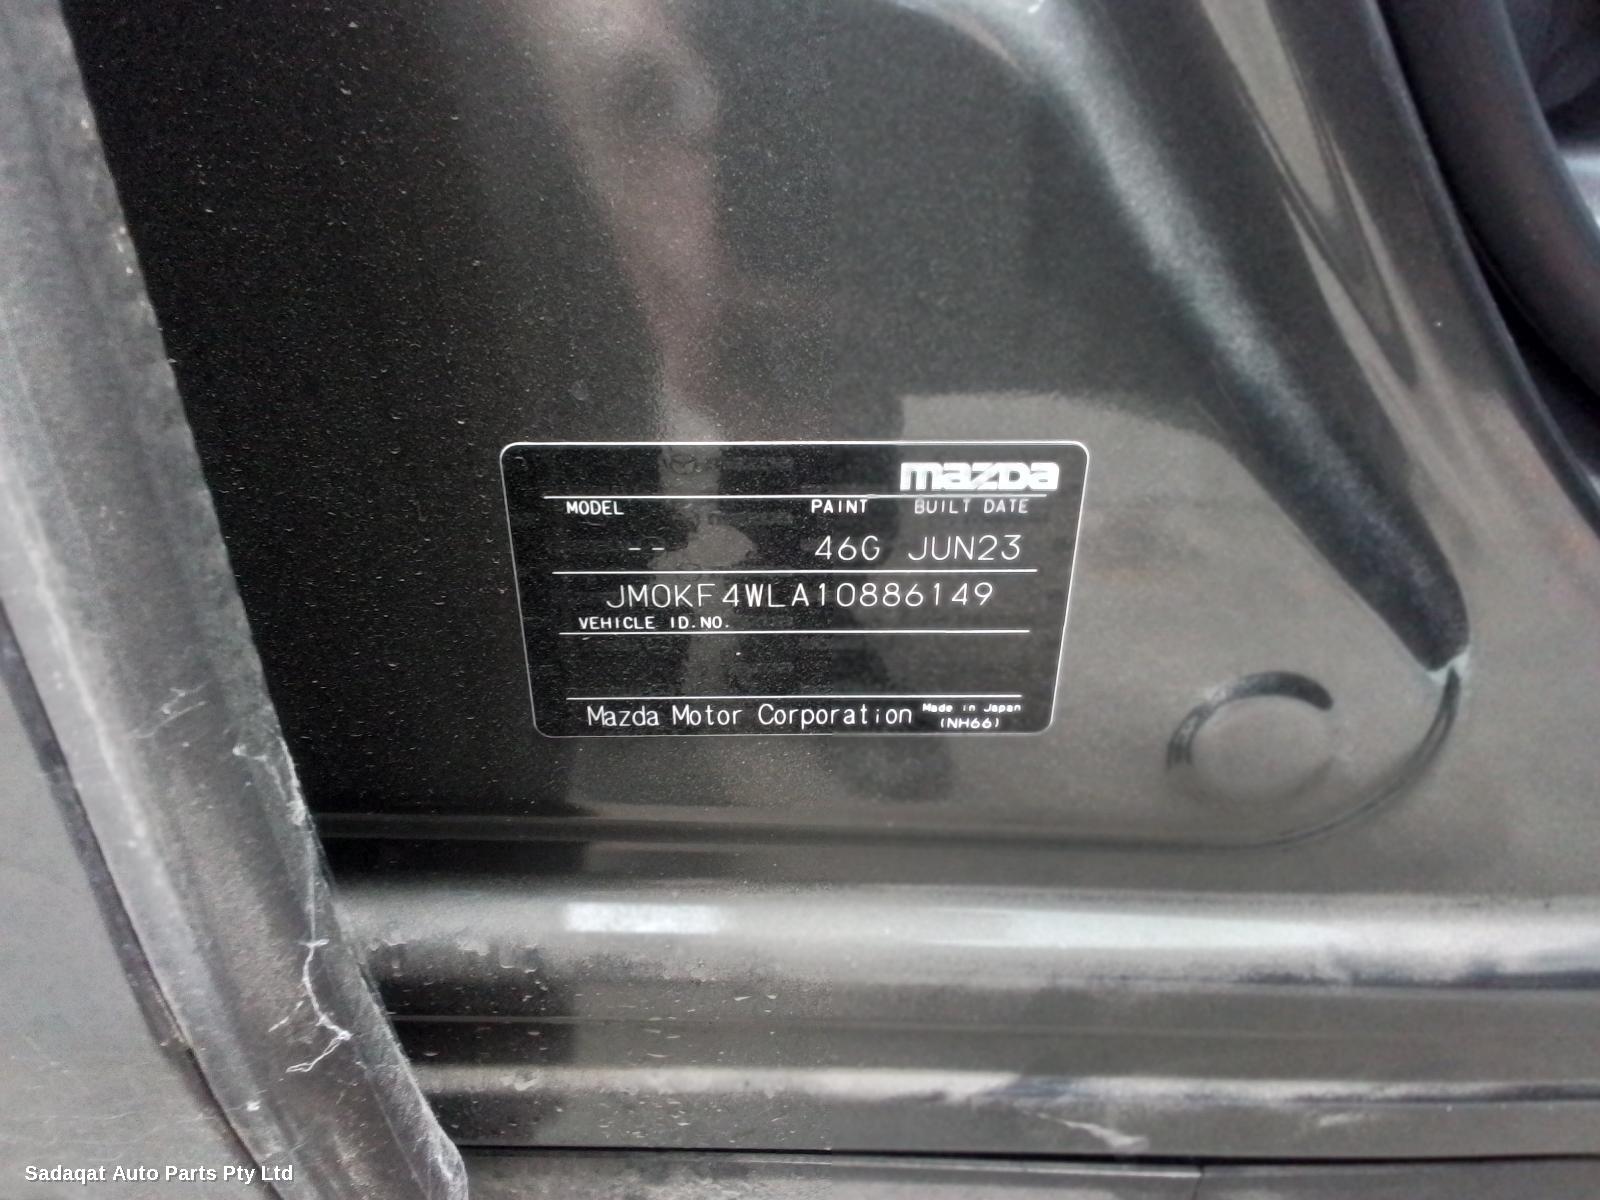 mazda
MODEL PAINT BUILT DATE
-- 46G JUN23
JM0KF4WLA10886149
VEHICLE ID.NO.
Mazda Motor Corporation Made in Japan
(NH66)
Sadaqat Auto Parts Pty Ltd